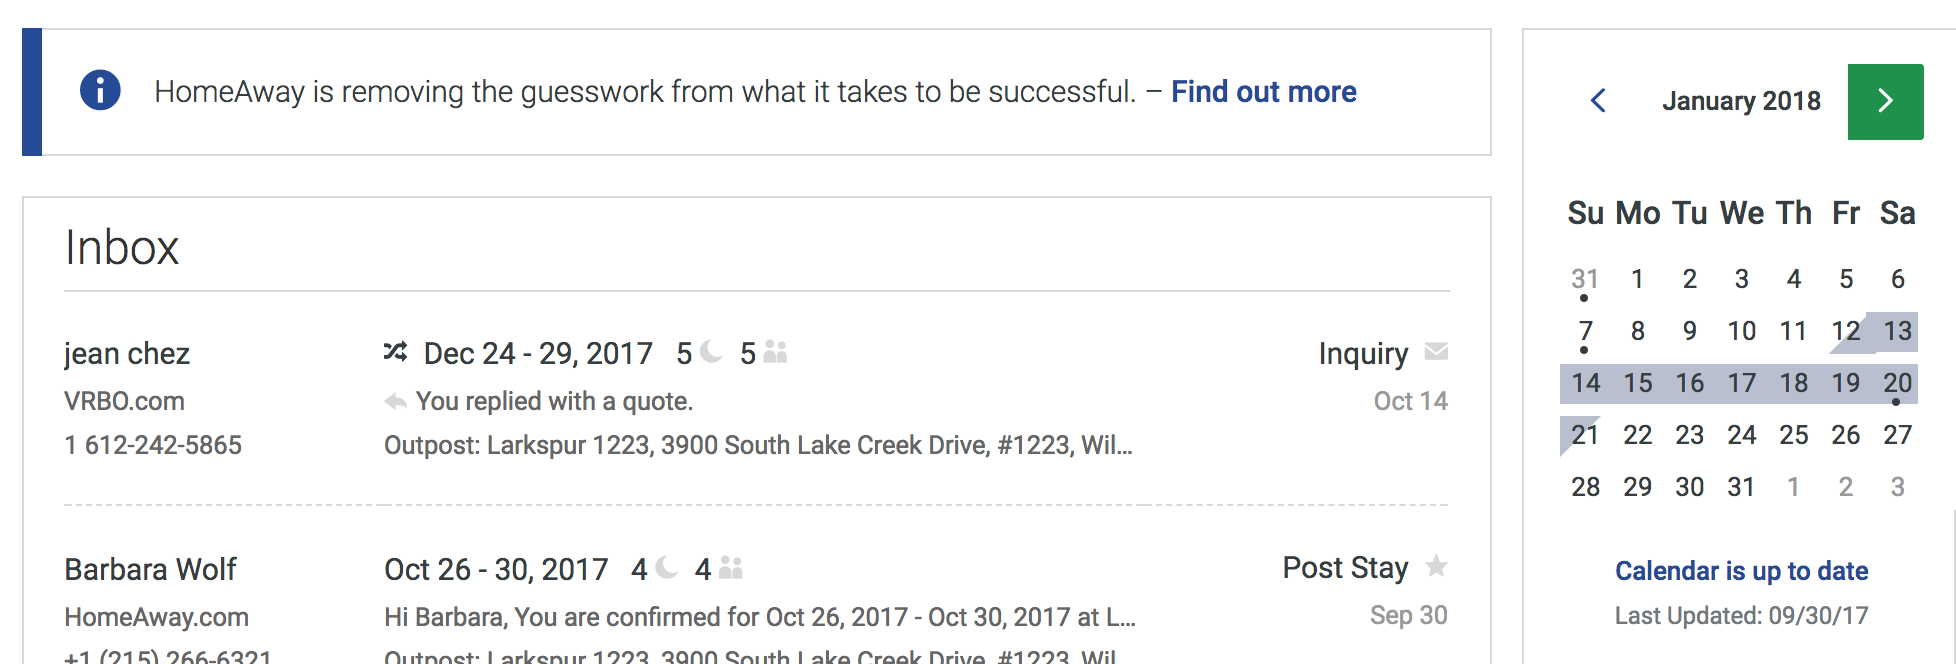 HomeAway is removing the guesswork from what it takes to be successful. – Find out more
Inbox
jean chez
Dec 24 - 29, 2017 5 5
Inquiry
VRBO.com
You replied with a quote.
Oct 14
1 612-242-5865
Outpost: Larkspur 1223, 3900 South Lake Creek Drive, #1223, Wil...
Barbara Wolf
Oct 26 - 30, 2017 4 4
Post Stay
HomeAway.com
Hi Barbara, You are confirmed for Oct 26, 2017 - Oct 30, 2017 at L...
Sep 30
+1 (215) 266-6321
Outpost: Larkspur 1223, 3900 South Lake Creek Drive, #1223, Wil
January 2018
Su Mo Tu We Th Fr Sa
31 1 2 3 4 5 6
7 8 9 10 11 12 13
14 15 16 17 18 19 20
21 22 23 24 25 26 27
28 29 30 31 1 2 3
Calendar is up to date
Last Updated: 09/30/17